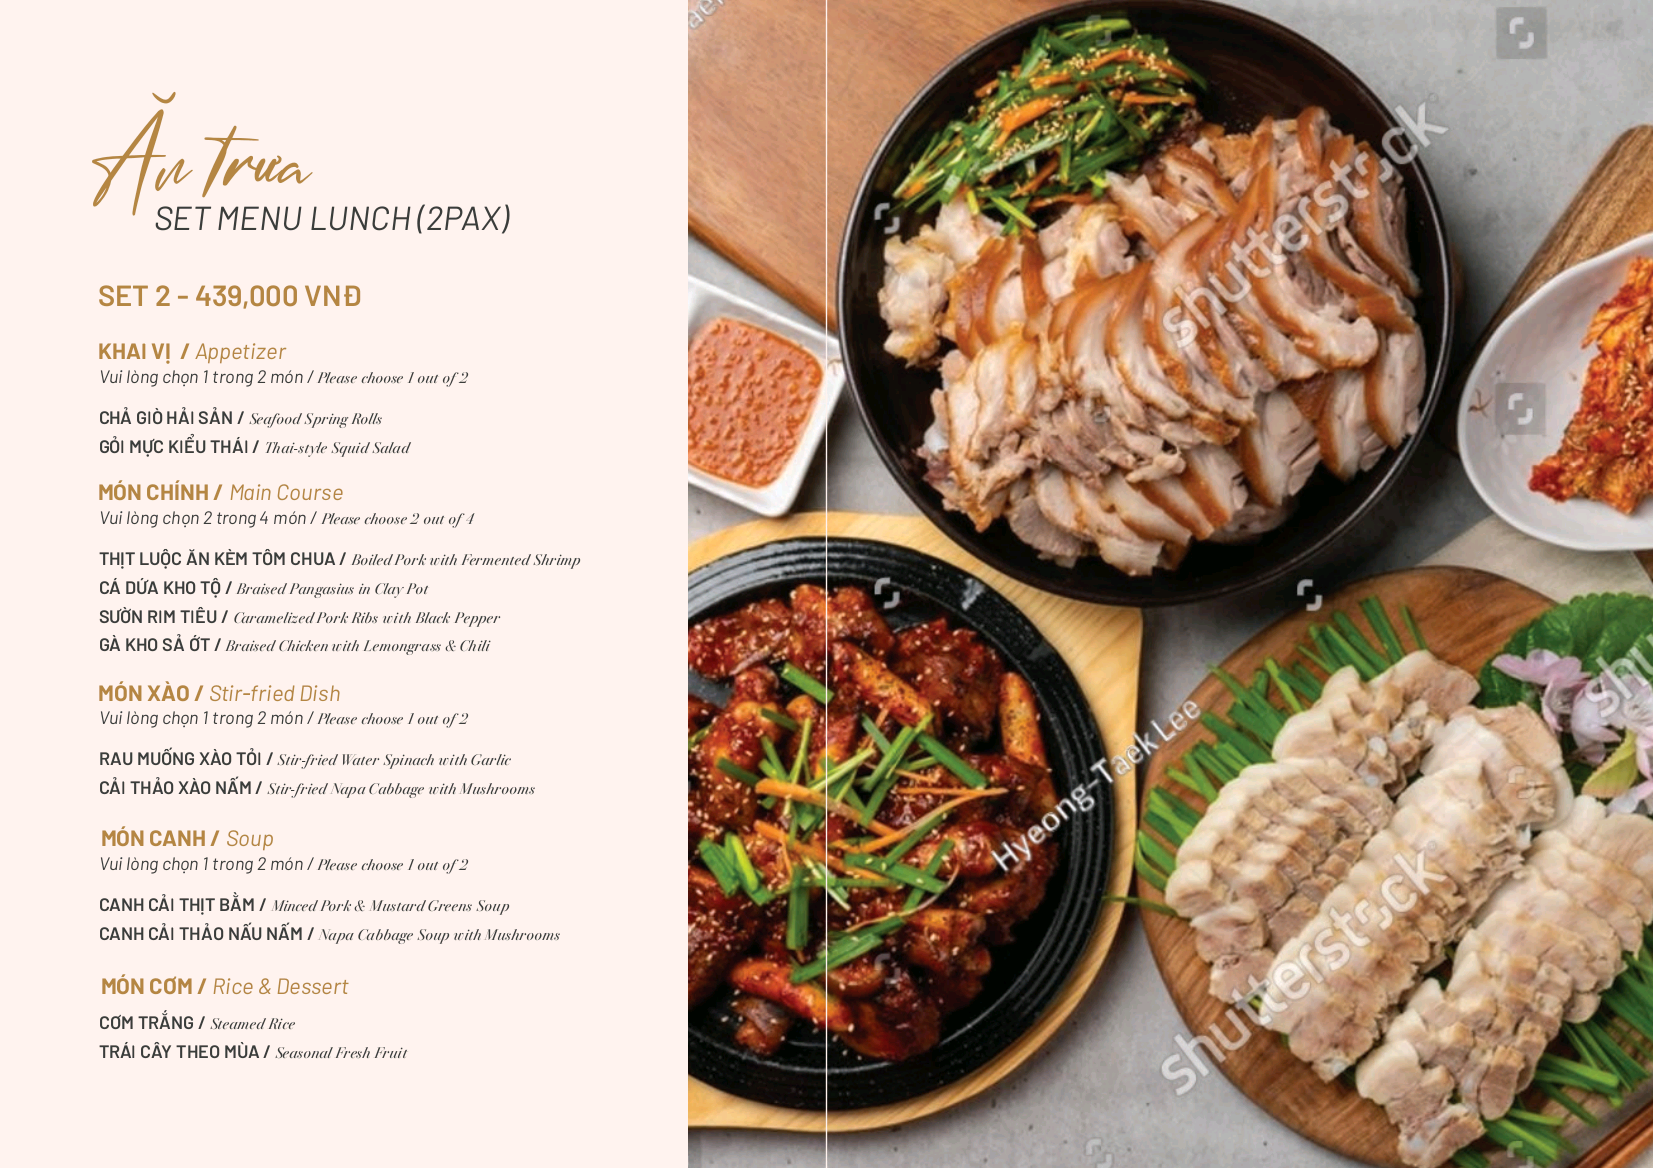 Ăn trưa
SET MENU LUNCH (2PAX)
SET 2 - 439,000 VNĐ
KHAI VỊ / Appetizer
Vui lòng chọn 1 trong 2 món / Please choose 1 out of 2
CHẢ GIÒ HẢI SẢN / Seafood Spring Rolls
GỎI MỰC KIỂU THÁI / Thai-style Squid Salad
MÓN CHÍNH / Main Course
Vui lòng chọn 2 trong 4 món / Please choose 2 out of 4
THỊT LUỘC ĂN KÈM TÔM CHUA / Boiled Pork with Fermented Shrimp
CÁ DỨA KHO TỘ / Braised Pangasius in Clay Pot
SƯỜN RIM TIÊU / Caramelized Pork Ribs with Black Pepper
GÀ KHO SẢ ỚT / Braised Chicken with Lemongrass & Chili
MÓN XÀO / Stir-fried Dish
Vui lòng chọn 1 trong 2 món / Please choose 1 out of 2
RAU MUỐNG XÀO TỎI / Stir-fried Water Spinach with Garlic
CẢI THẢO XÀO NẤM / Stir-fried Napa Cabbage with Mushrooms
MÓN CANH / Soup
Vui lòng chọn 1 trong 2 món / Please choose 1 out of 2
CANH CẢI THỊT BẰM / Minced Pork & Mustard Greens Soup
CANH CẢI THẢO NẤU NẤM / Napa Cabbage Soup with Mushrooms
MÓN CƠM / Rice & Dessert
CƠM TRẮNG / Steamed Rice
TRÁI CÂY THEO MÙA / Seasonal Fresh Fruit
shutterstock
Hyeong-Taek Lee
shutterstock
shu